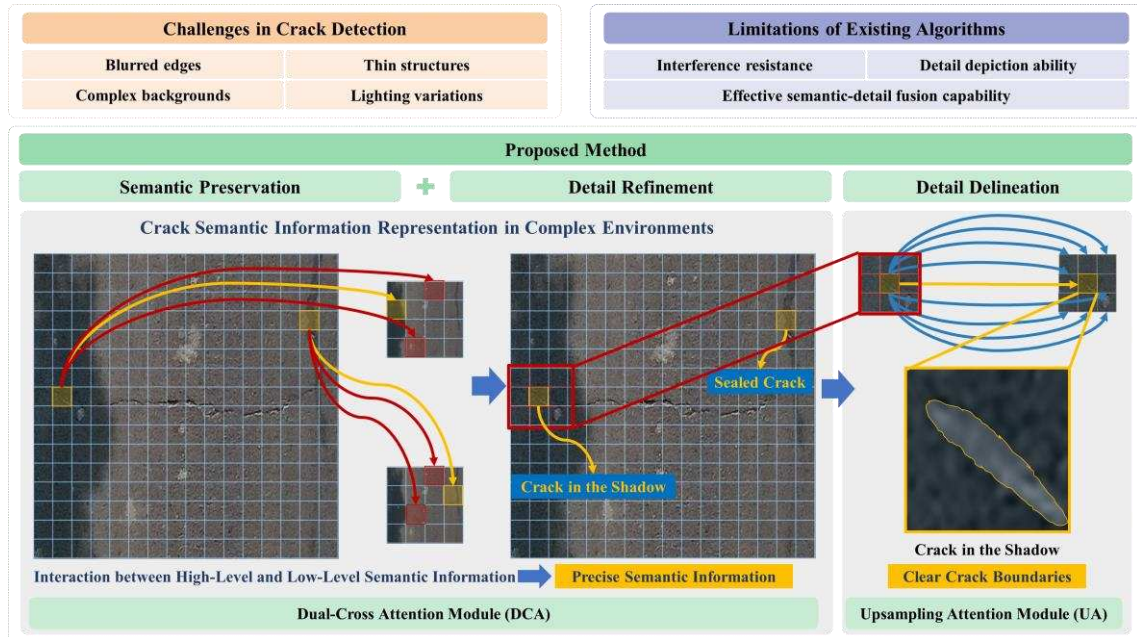 Challenges in Crack Detection
Blurred edges
Thin structures
Complex backgrounds
Lighting variations
Limitations of Existing Algorithms
Interference resistance
Detail depiction ability
Effective semantic-detail fusion capability
Proposed Method
Semantic Preservation
+
Detail Refinement
Detail Delineation
Crack Semantic Information Representation in Complex Environments
Sealed Crack
Crack in the Shadow
Crack in the Shadow
Interaction between High-Level and Low-Level Semantic Information
Precise Semantic Information
Clear Crack Boundaries
Dual-Cross Attention Module (DCA)
Upsampling Attention Module (UA)